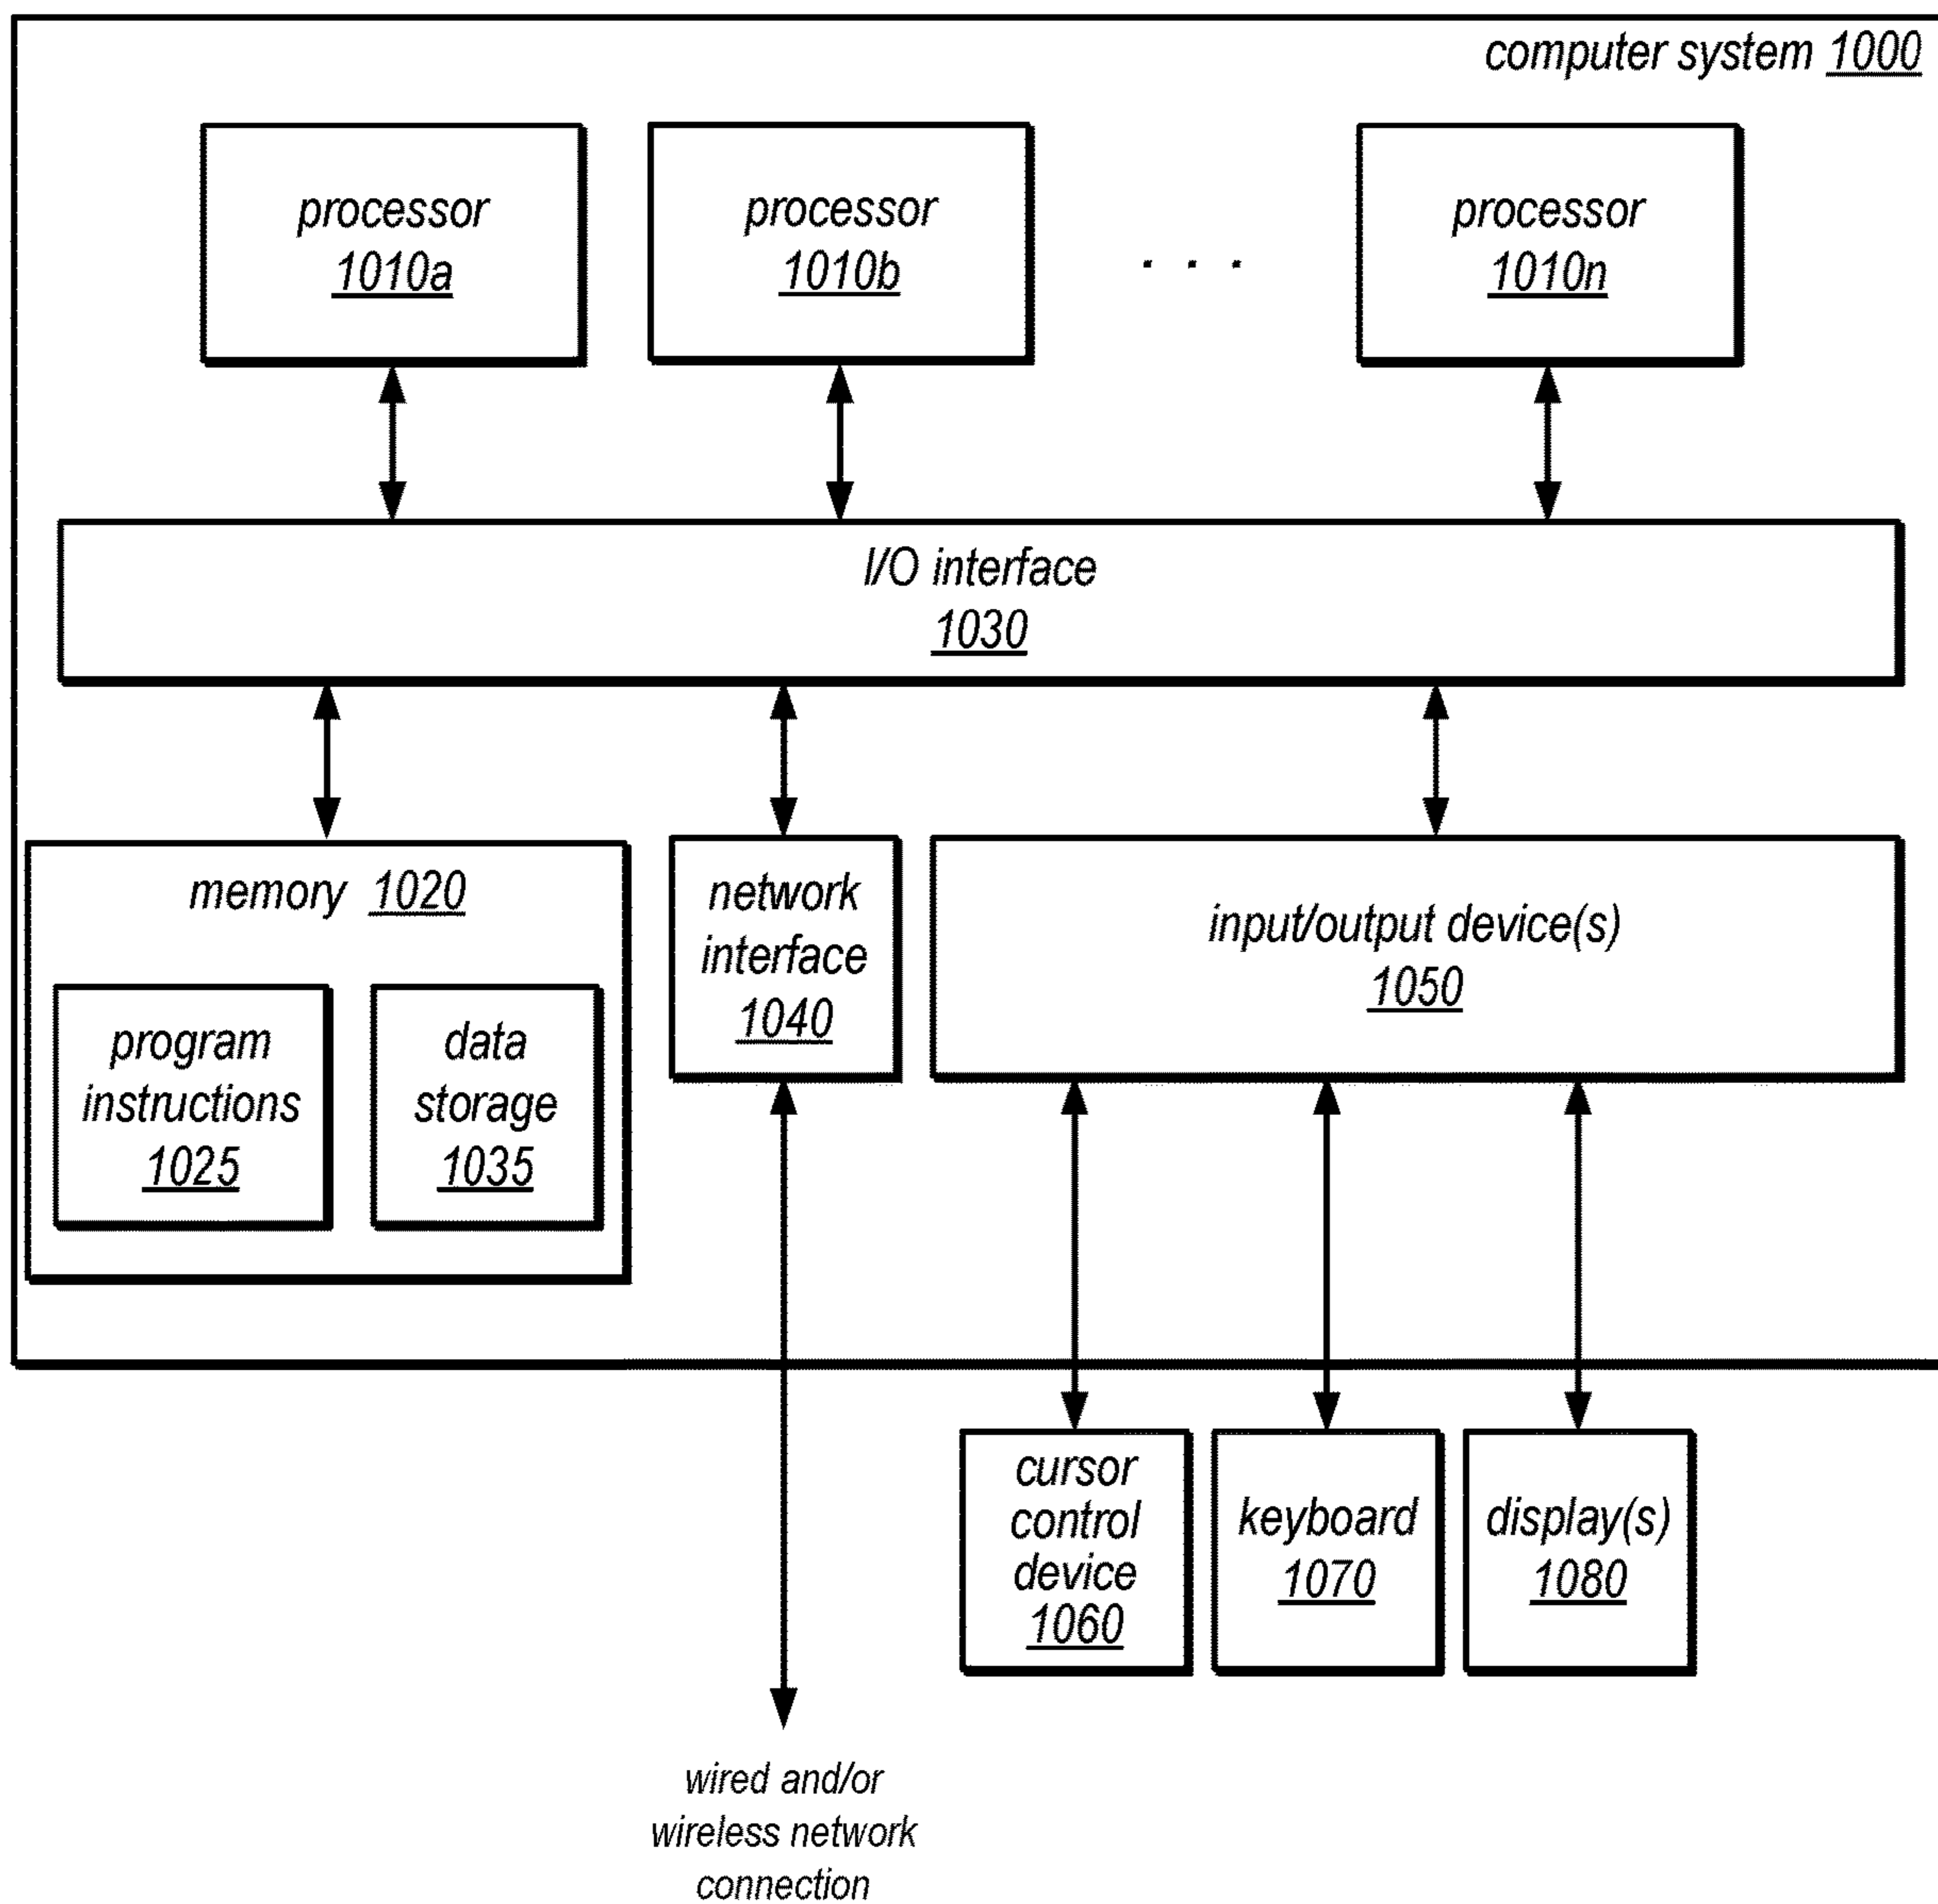 computer system 1000
processor
1010a
processor
1010b
. . .
processor
1010n
I/O interface
1030
memory 1020
program
instructions
1025
data
storage
1035
network
interface
1040
input/output device(s)
1050
cursor
control
device
1060
keyboard
1070
display(s)
1080
wired and/or
wireless network
connection